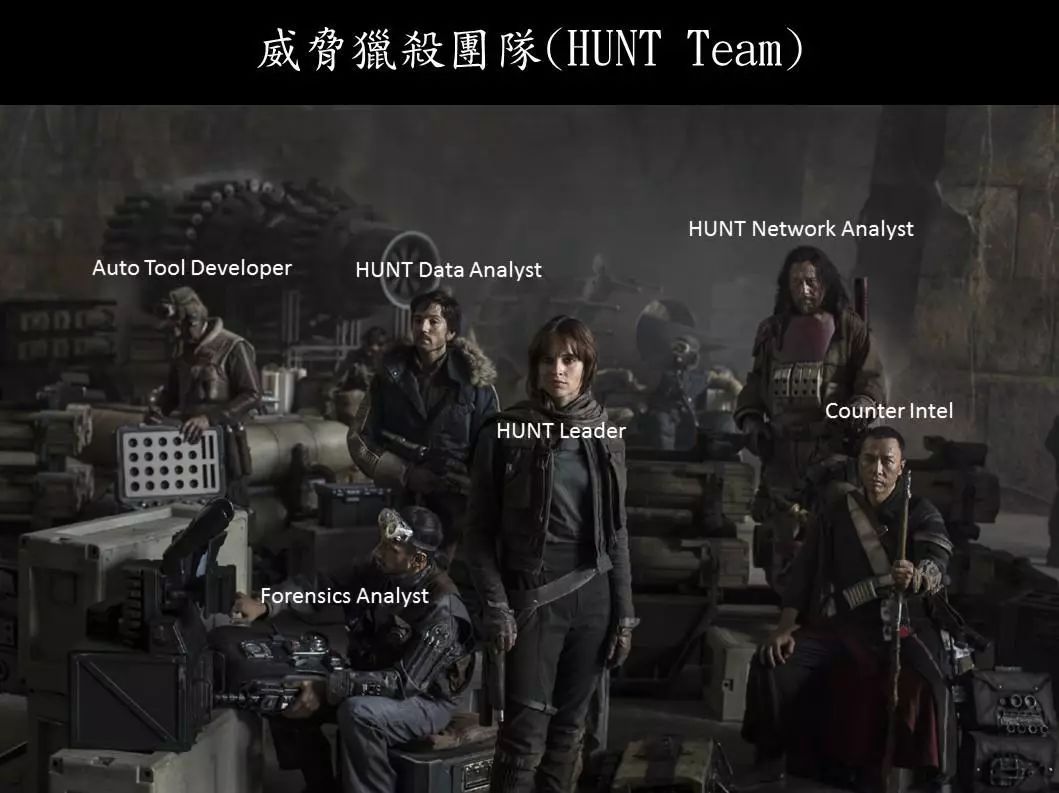 威脅獵殺團隊(HUNT Team)
HUNT Network Analyst
Auto Tool Developer
HUNT Data Analyst
Counter Intel
HUNT Leader
Forensics Analyst